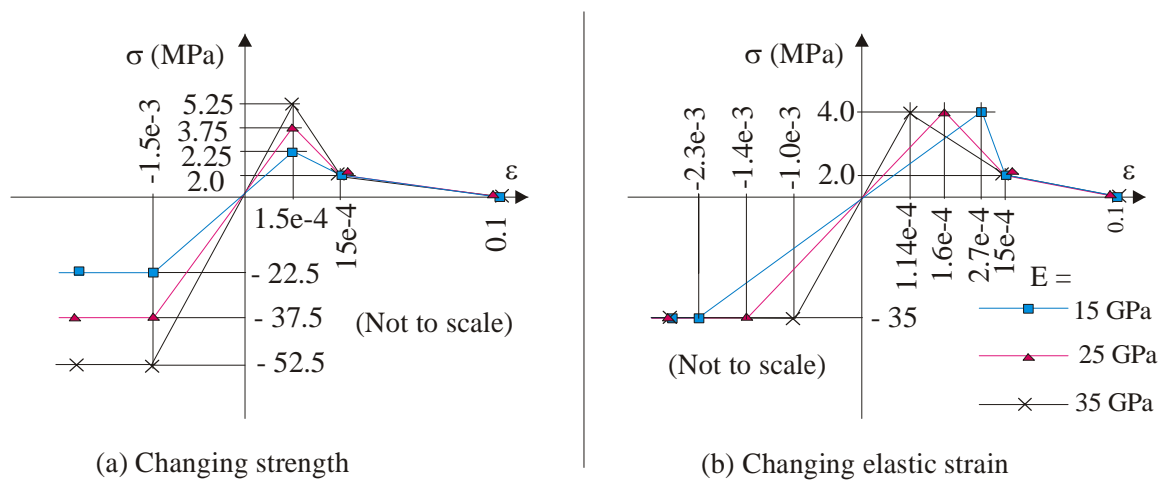 σ (MPa)
-1.5e-3
5.25
3.75
2.25
2.0
ε
1.5e-4
15e-4
0.1
- 22.5
- 37.5
- 52.5
(Not to scale)
(a) Changing strength
σ (MPa)
-2.3e-3
-1.4e-3
-1.0e-3
4.0
2.0
ε
1.14e-4
1.6e-4
2.7e-4
15e-4
0.1
- 35
(Not to scale)
E =
15 GPa
25 GPa
35 GPa
(b) Changing elastic strain